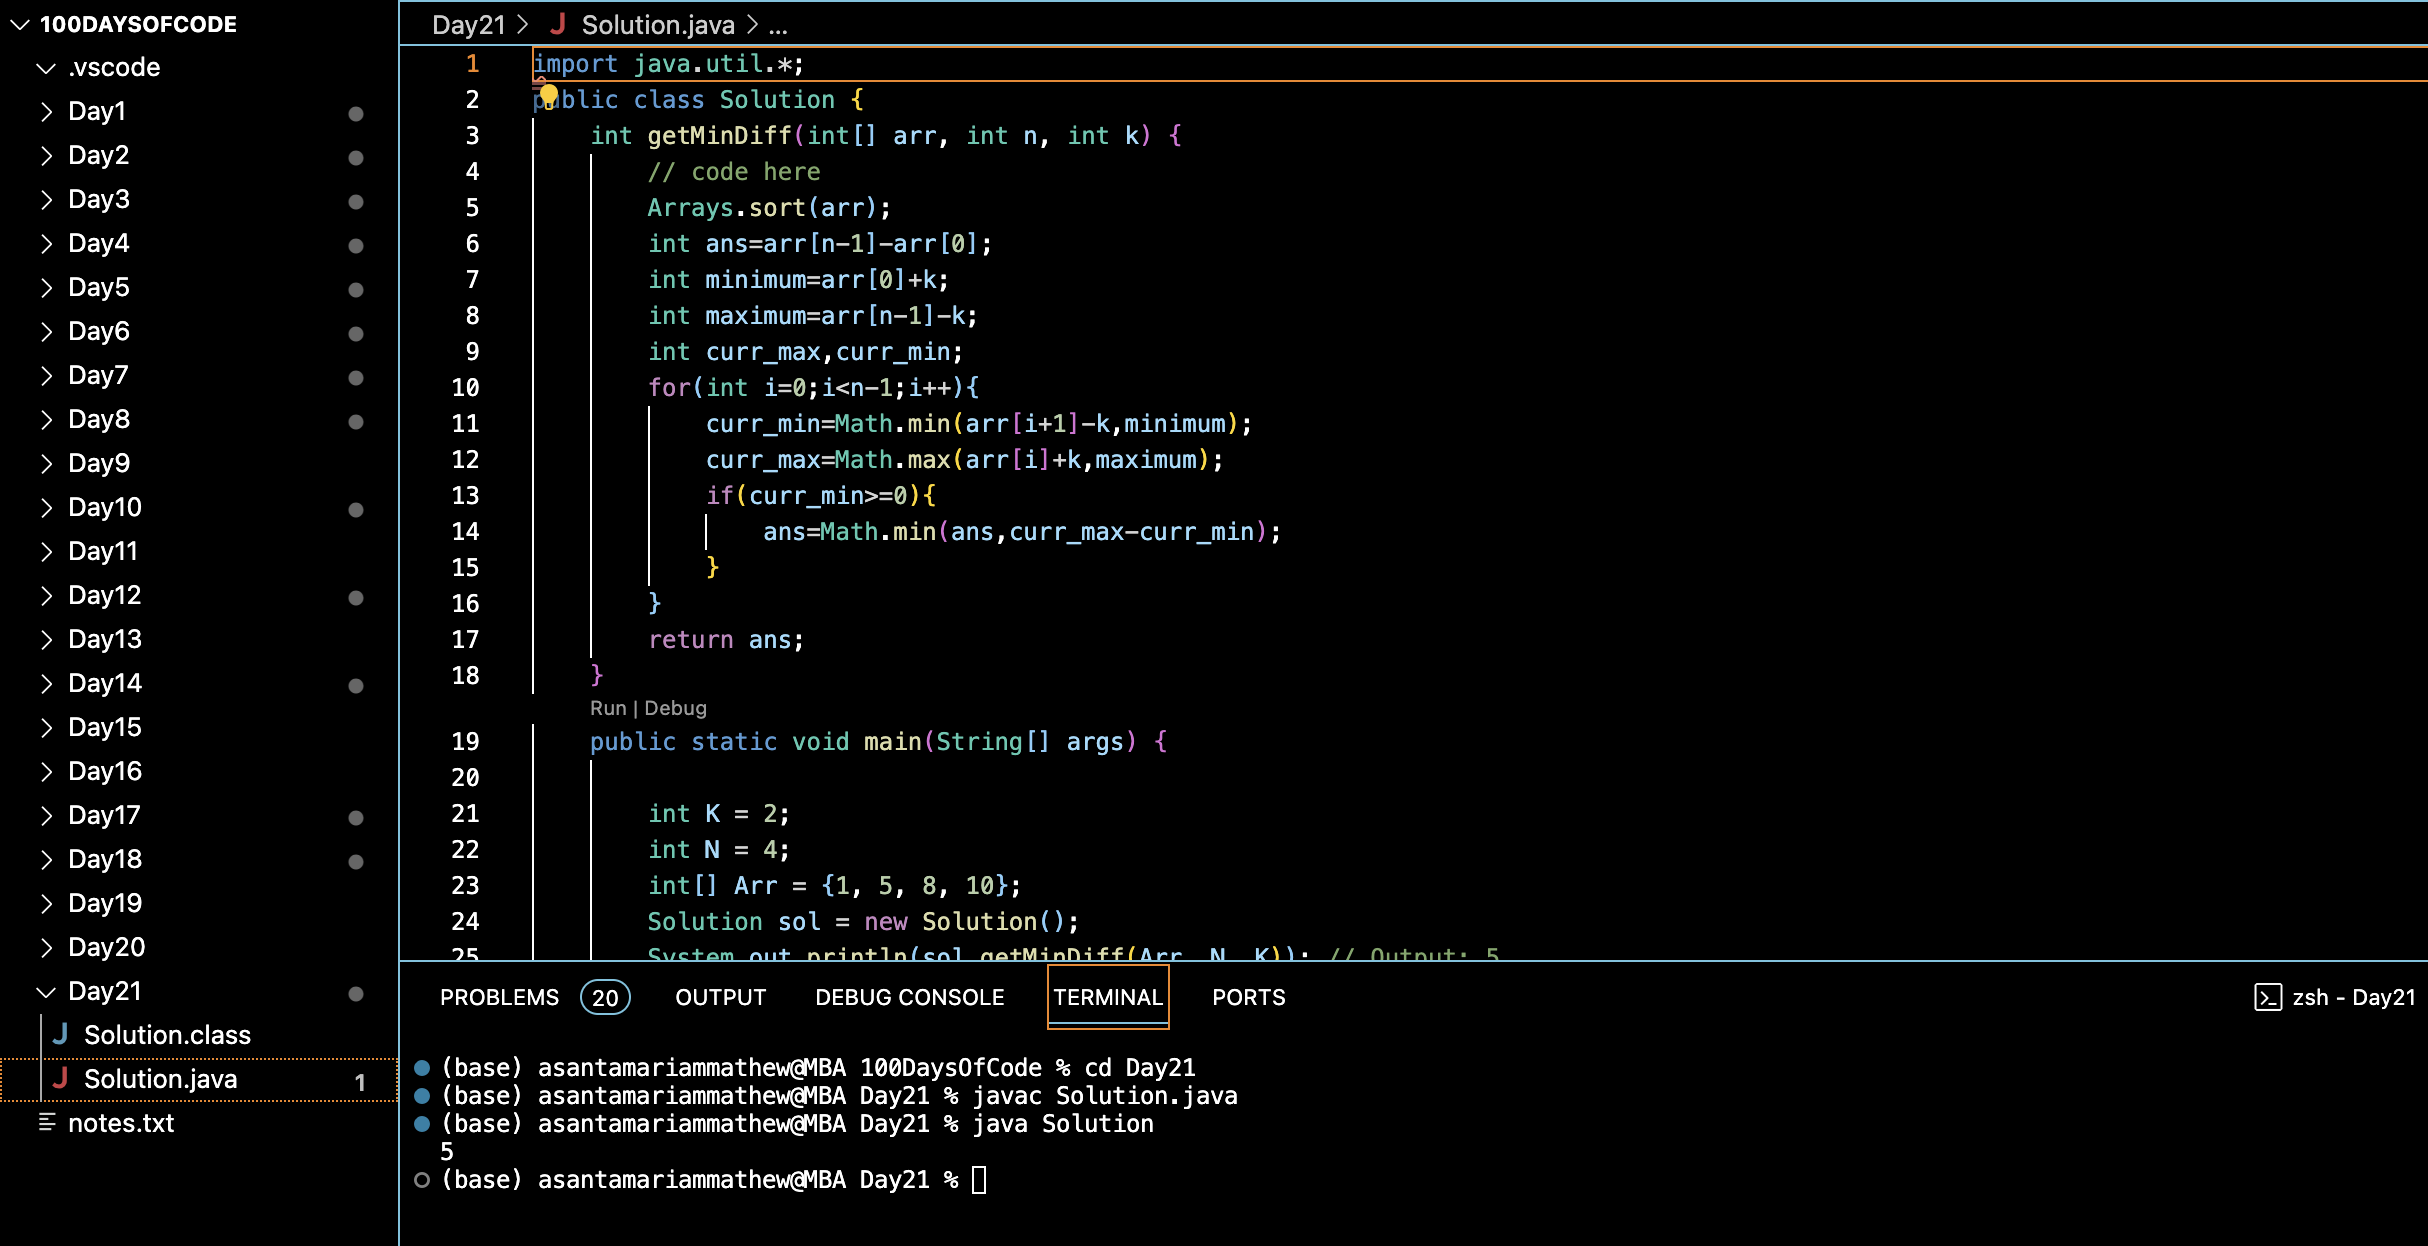 100DAYSOFCODE
.vscode
Day1
Day2
Day3
Day4
Day5
Day6
Day7
Day8
Day9
Day10
Day11
Day12
Day13
Day14
Day15
Day16
Day17
Day18
Day19
Day20
Day21
J Solution.class
J Solution.java 1
notes.txt
Day21 > J Solution.java > ...
1 import java.util.*;
2 public class Solution {
3 int getMinDiff(int[] arr, int n, int k) {
4 // code here
5 Arrays.sort(arr);
6 int ans=arr[n-1]-arr[0];
7 int minimum=arr[0]+k;
8 int maximum=arr[n-1]-k;
9 int curr_max,curr_min;
10 for(int i=0;i<n-1;i++){
11 curr_min=Math.min(arr[i+1]-k,minimum);
12 curr_max=Math.max(arr[i]+k,maximum);
13 if(curr_min>=0){
14 ans=Math.min(ans,curr_max-curr_min);
15 }
16 }
17 return ans;
18 }
Run | Debug
19 public static void main(String[] args) {
20
21 int K = 2;
22 int N = 4;
23 int[] Arr = {1, 5, 8, 10};
24 Solution sol = new Solution();
25 System.out.println(sol.getMinDiff(Arr, N, K)); // Output: 5
PROBLEMS 20 OUTPUT DEBUG CONSOLE TERMINAL PORTS zsh - Day21
(base) asantamariammathew@MBA 100DaysOfCode % cd Day21
(base) asantamariammathew@MBA Day21 % javac Solution.java
(base) asantamariammathew@MBA Day21 % java Solution
5
(base) asantamariammathew@MBA Day21 %